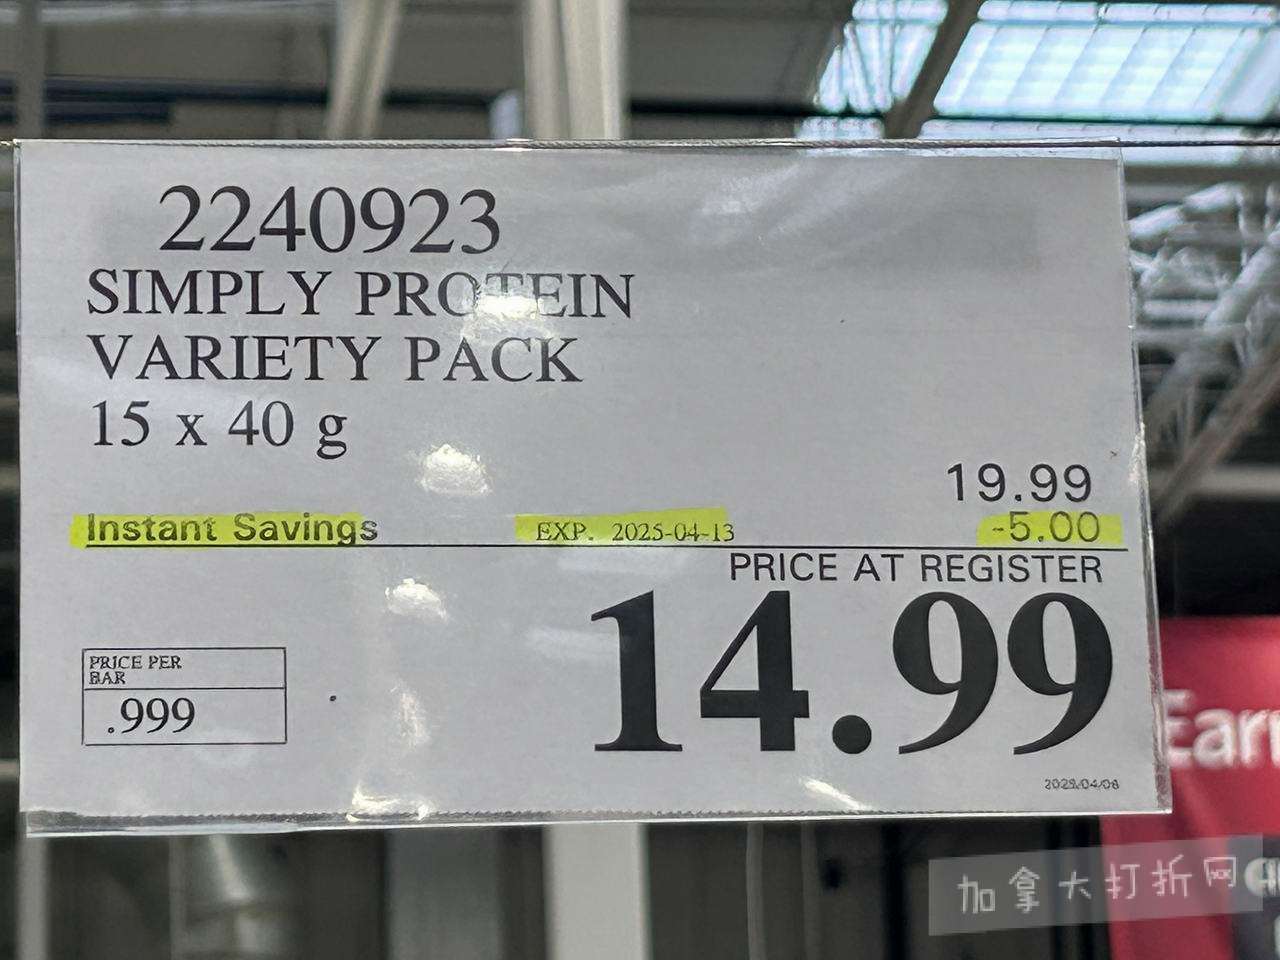 2240923
SIMPLY PROTEIN
VARIETY PACK
15 x 40 g
19.99
Instant Savings EXP. 2025-04-13 -5.00
PRICE AT REGISTER
14.99
PRICE PER
BAR
.999
2025/04/08
Earn
加拿大打折网